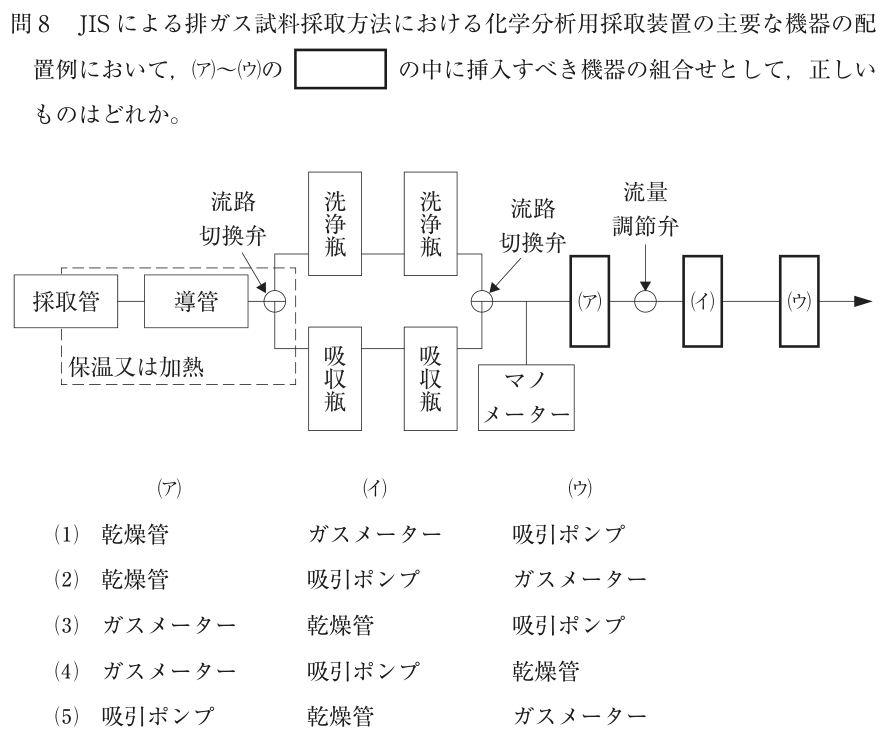 問8 JISによる排ガス試料採取方法における化学分析用採取装置の主要な機器の配
置例において,㈦～㈨の　　　の中に挿入すべき機器の組合せとして,正しい
ものはどれか。
流路
切換弁
洗浄瓶
洗浄瓶
流路
切換弁
流量
調節弁
採取管
導管
(ア)
(イ)
(ウ)
保温又は加熱
吸収瓶
吸収瓶
マノ
メーター
(ア) (イ) (ウ)
(1) 乾燥管 ガスメーター 吸引ポンプ
(2) 乾燥管 吸引ポンプ ガスメーター
(3) ガスメーター 乾燥管 吸引ポンプ
(4) ガスメーター 吸引ポンプ 乾燥管
(5) 吸引ポンプ 乾燥管 ガスメーター